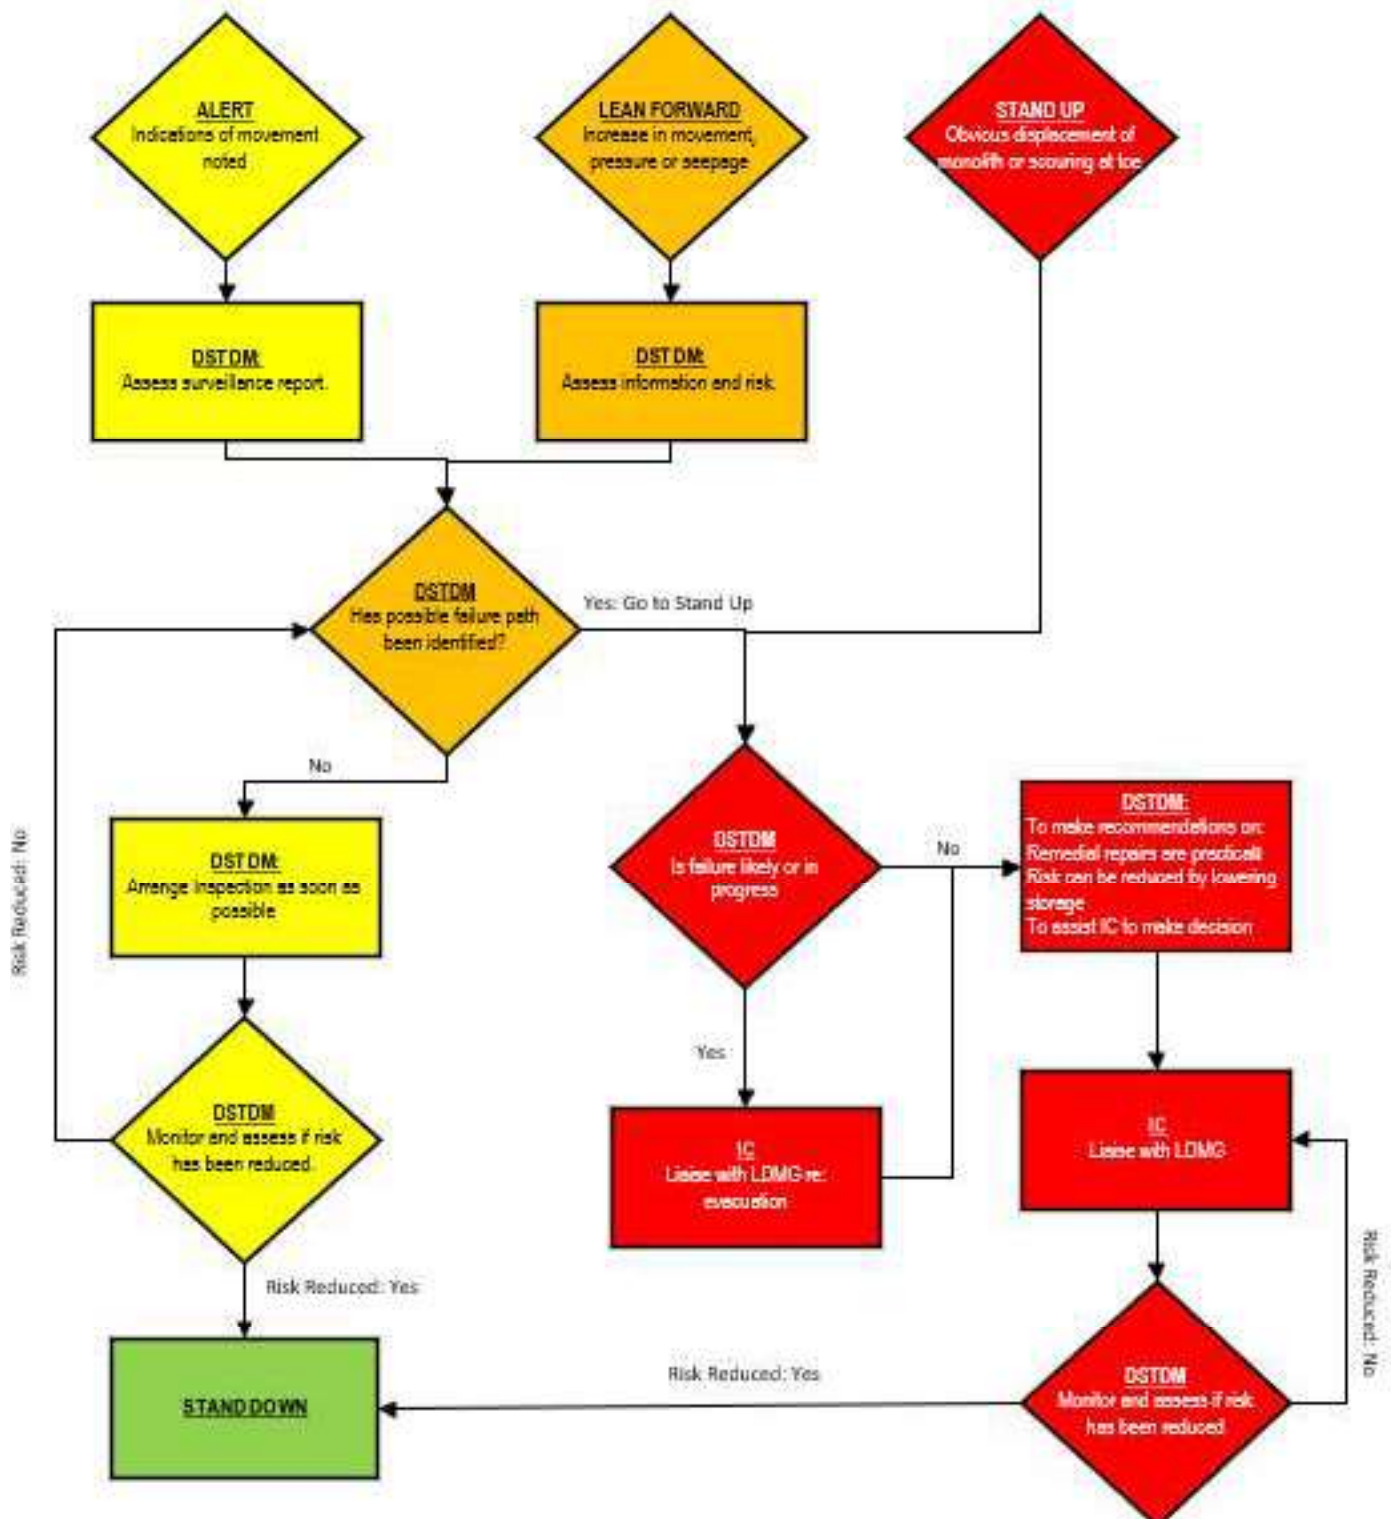 ALERT
Indications of movement
noted
LEAN FORWARD
Increase in movement,
pressure or seepage
STAND UP
Obvious displacement of
monolith or scouring at toe
DSTDM:
Assess surveillance report.
DSTDM:
Assess information and risk.
DSTDM
Has possible failure path
been identified?
Yes: Go to Stand Up
No
Risk Reduced: No
DSTDM:
Arrange Inspection as soon as
possible
DSTDM
Is failure likely or in
progress
No
DSTDM:
To make recommendations on:
Remedial repairs are practical
Risk can be reduced by lowering
storage
To assist IC to make decision
Yes
DSTDM
Monitor and assess if risk
has been reduced.
IC
Liaise with LDMG re:
evacuation
IC
Liaise with LDMG
Risk Reduced: No
Risk Reduced: Yes
STAND DOWN
Risk Reduced: Yes
DSTDM
Monitor and assess if risk
has been reduced